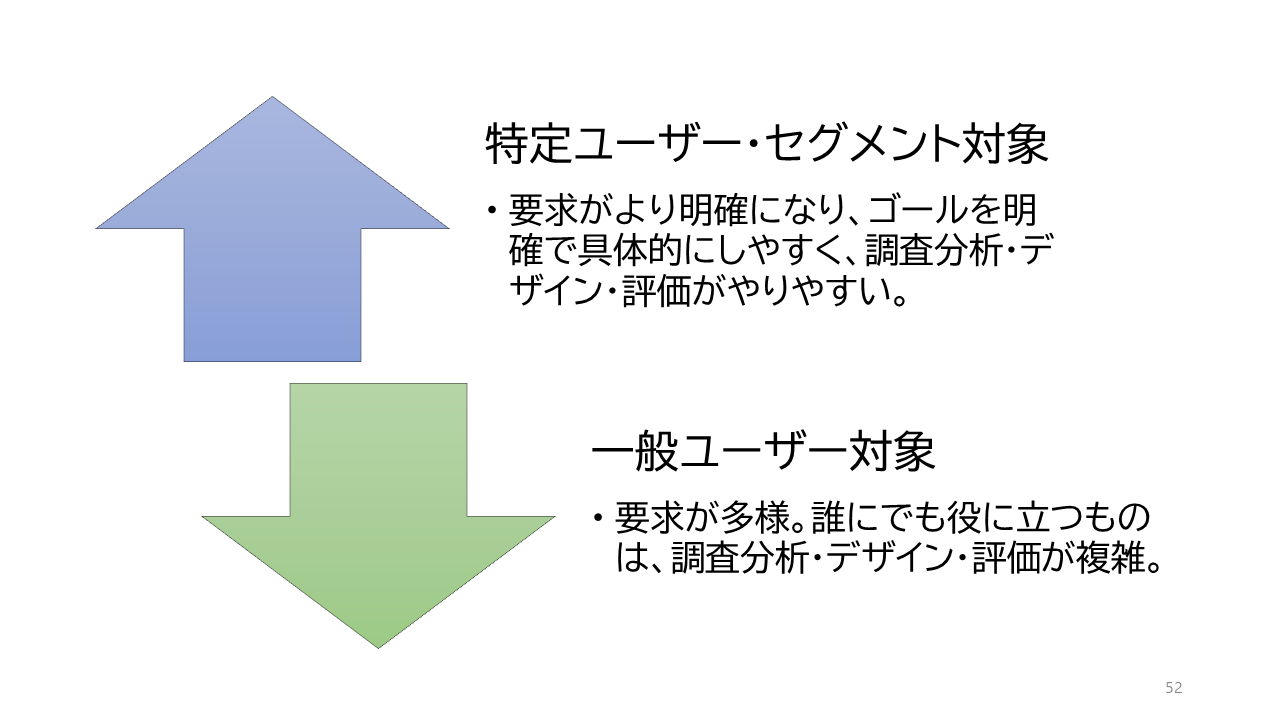 特定ユーザー・セグメント対象
• 要求がより明確になり、ゴールを明
確で具体的にしやすく、調査分析・デ
ザイン・評価がやりやすい。
一般ユーザー対象
• 要求が多様。誰にでも役に立つもの
は、調査分析・デザイン・評価が複雑。
52